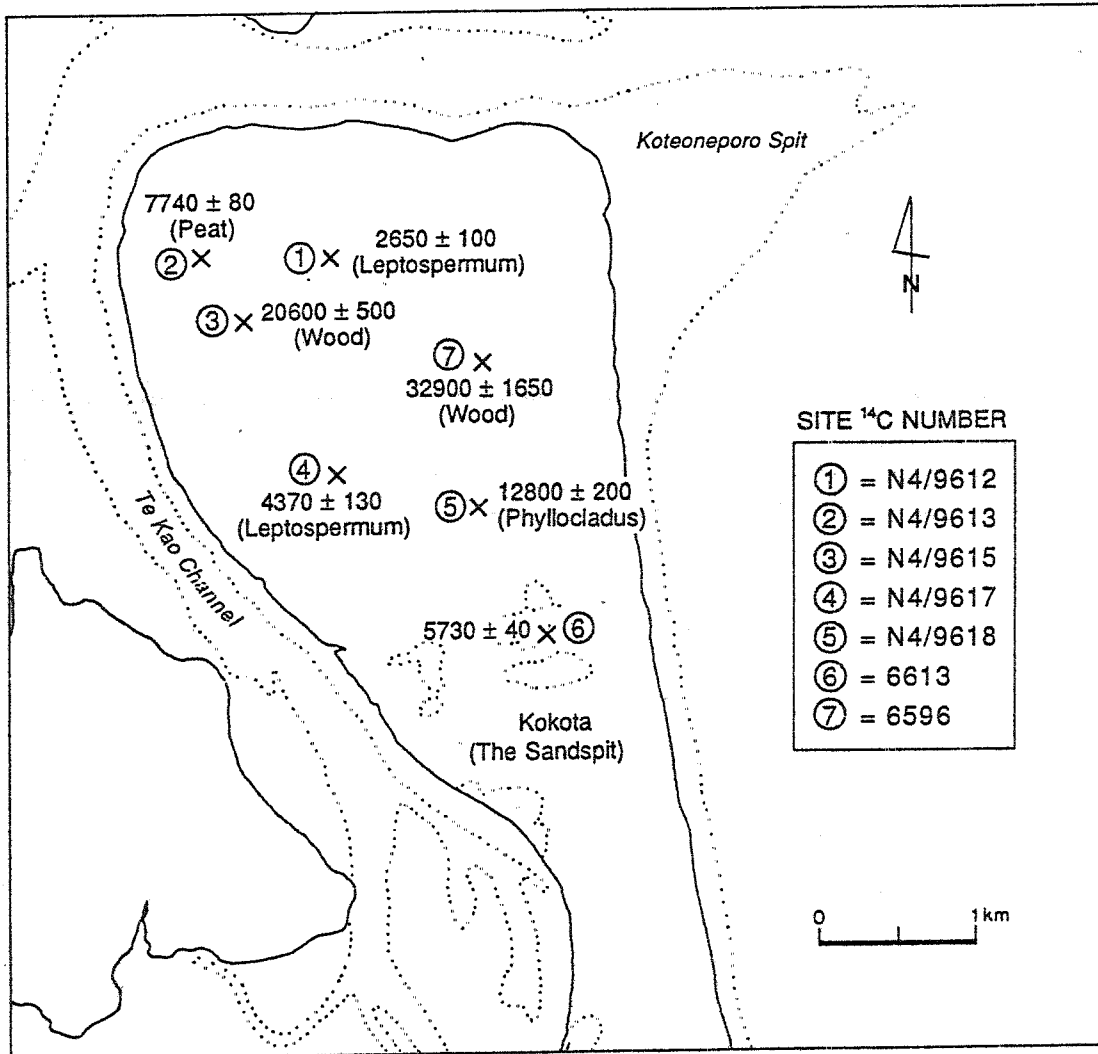 Koteoneporo Spit
7740 ± 80
(Peat)
② ×
① × 2650 ± 100
(Leptospermum)
③ × 20600 ± 500
(Wood)
⑦ ×
32900 ± 1650
(Wood)
④ ×
4370 ± 130
(Leptospermum)
⑤ × 12800 ± 200
(Phyllocladus)
5730 ± 40 × ⑥
Te Kao Channel
Kokota
(The Sandspit)
N
SITE ¹⁴C NUMBER
① = N4/9612
② = N4/9613
③ = N4/9615
④ = N4/9617
⑤ = N4/9618
⑥ = 6613
⑦ = 6596
0 1 km